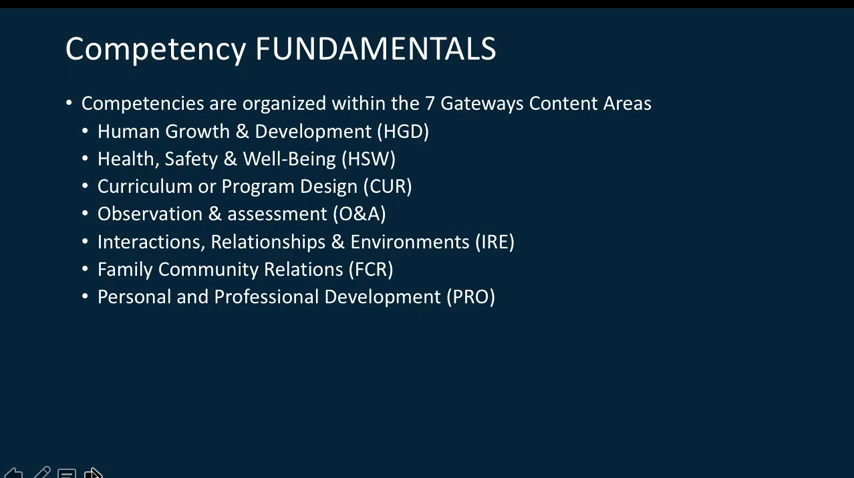 Competency FUNDAMENTALS
• Competencies are organized within the 7 Gateways Content Areas
• Human Growth & Development (HGD)
• Health, Safety & Well-Being (HSW)
• Curriculum or Program Design (CUR)
• Observation & assessment (O&A)
• Interactions, Relationships & Environments (IRE)
• Family Community Relations (FCR)
• Personal and Professional Development (PRO)